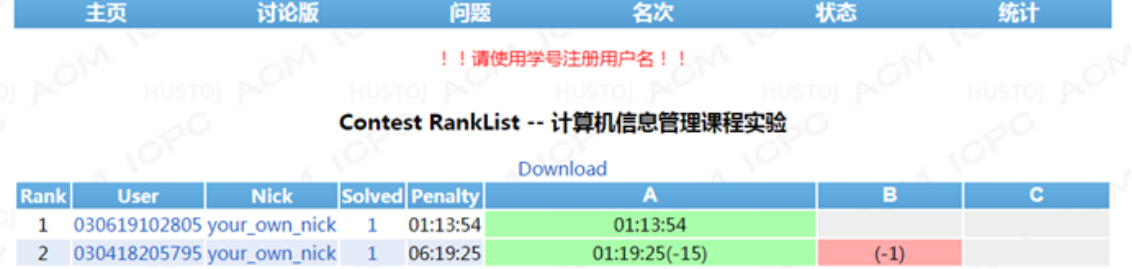 主页 讨论版 问题 名次 状态 统计
！！请使用学号注册用户名！！
Contest RankList -- 计算机信息管理课程实验
Download
Rank User Nick Solved Penalty A B C
1 030619102805 your_own_nick 1 01:13:54 01:13:54
2 030418205795 your_own_nick 1 06:19:25 01:19:25(-15) (-1)